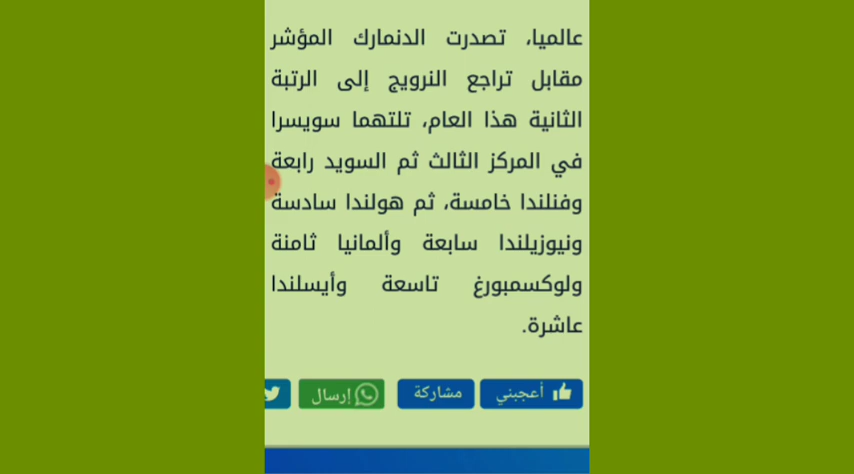 عالميا، تصدرت الدنمارك المؤشر
مقابل تراجع النرويج إلى الرتبة
الثانية هذا العام، تلتهما سويسرا
في المركز الثالث ثم السويد رابعة
وفنلندا خامسة، ثم هولندا سادسة
ونيوزيلندا سابعة وألمانيا ثامنة
ولوكسمبورغ تاسعة وأيسلندا
عاشرة.
أعجبني مشاركة إرسال